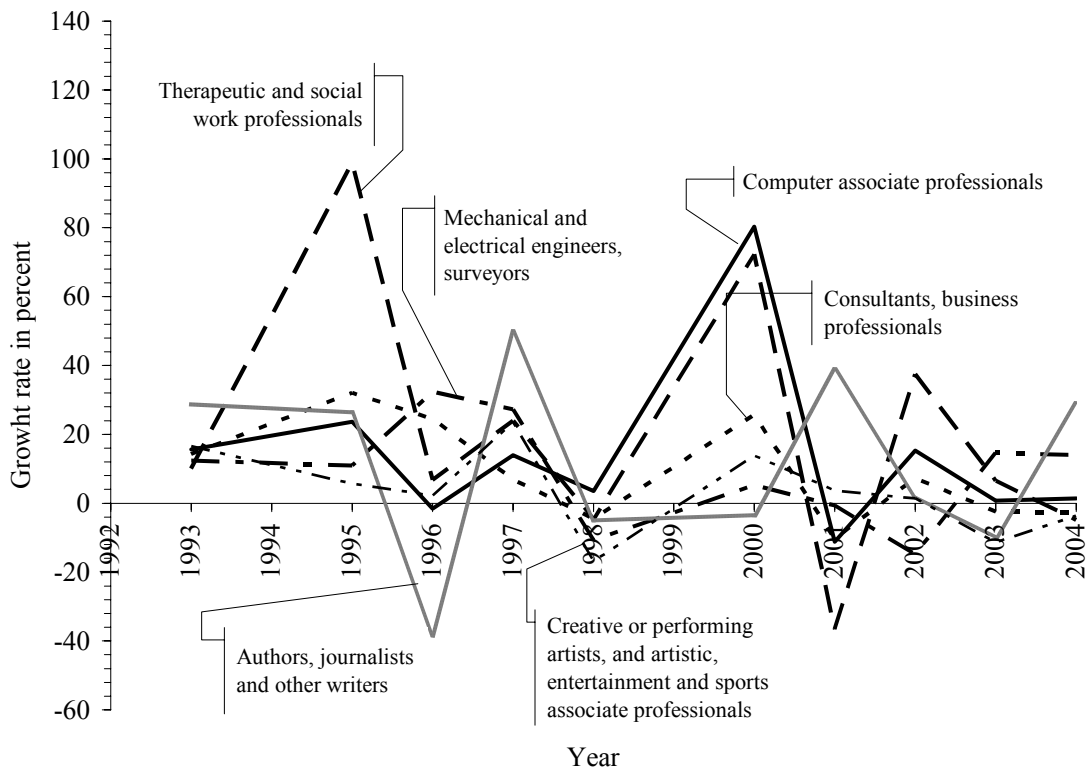 140
120
100
80
60
40
20
0
-20
-40
-60
Growht rate in percent
Therapeutic and social
work professionals
Mechanical and
electrical engineers,
surveyors
Computer associate professionals
Consultants, business
professionals
1992
1993
1994
1995
1996
1997
1998
1999
2000
2001
2002
2003
2004
Authors, journalists
and other writers
Creative or performing
artists, and artistic,
entertainment and sports
associate professionals
Year